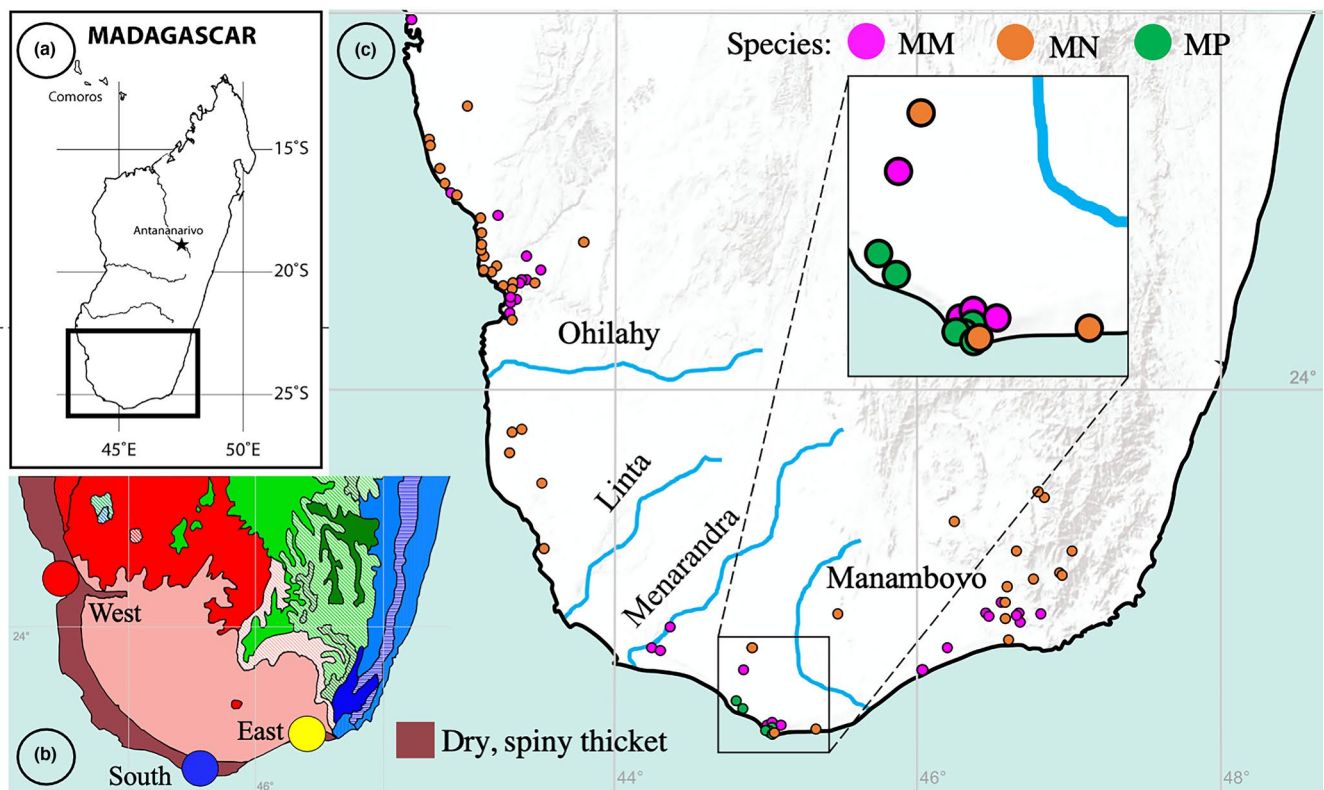 (a)
MADAGASCAR
Comoros
15°S
Antananarivo
20°S
25°S
45°E
50°E
(b)
West
24°
East
South
46°
Dry, spiny thicket
(c)
Species: MM MN MP
Ohilahy
24°
Linta
Menarandra
Manambovo
44°
46°
48°